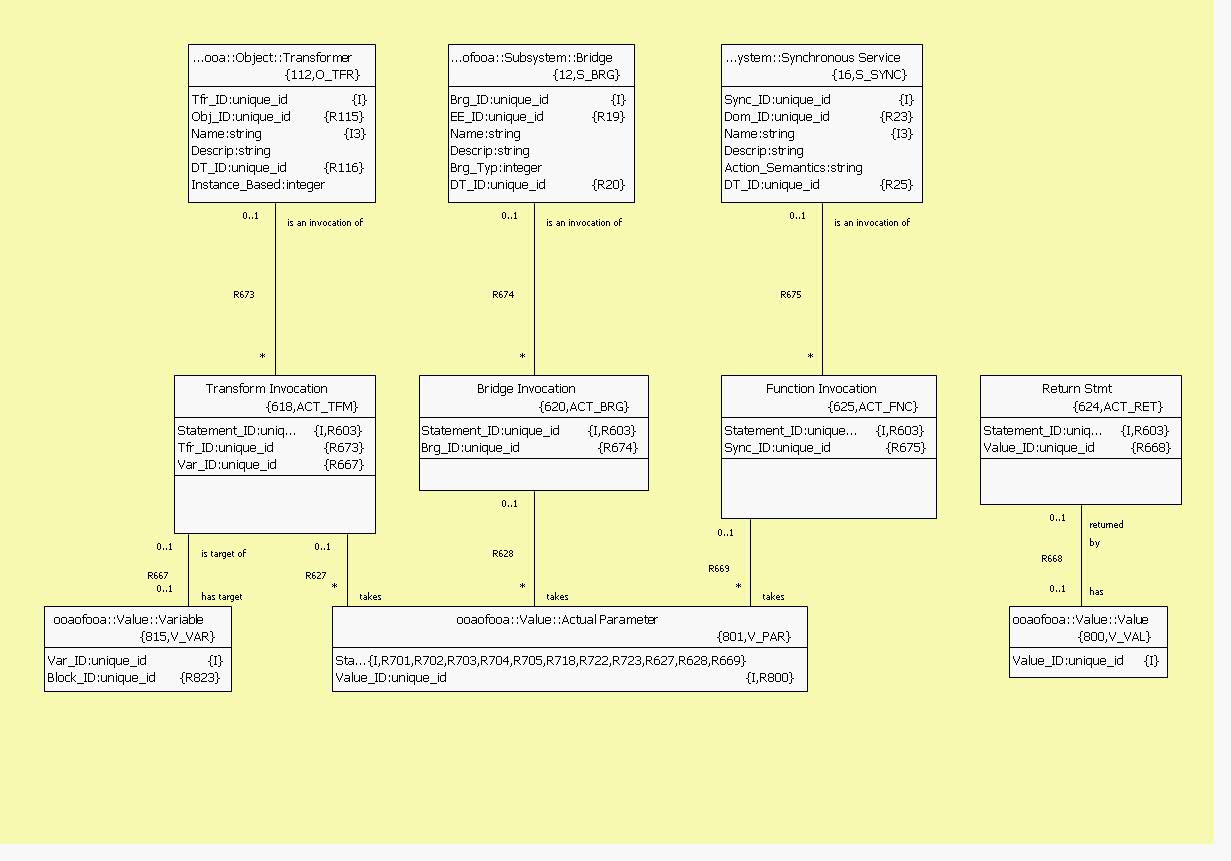 ...ooa::Object::Transformer
{112,O_TFR}
Tfr_ID:unique_id {I}
Obj_ID:unique_id {R115}
Name:string {I3}
Descrip:string
DT_ID:unique_id {R116}
Instance_Based:integer
...ofooa::Subsystem::Bridge
{12,S_BRG}
Brg_ID:unique_id {I}
EE_ID:unique_id {R19}
Name:string
Descrip:string
Brg_Typ:integer
DT_ID:unique_id {R20}
...ystem::Synchronous Service
{16,S_SYNC}
Sync_ID:unique_id {I}
Dom_ID:unique_id {R23}
Name:string {I3}
Descrip:string
Action_Semantics:string
DT_ID:unique_id {R25}
0..1 is an invocation of
R673
*
0..1 is an invocation of
R674
*
0..1 is an invocation of
R675
*
Transform Invocation
{618,ACT_TFM}
Statement_ID:uniq... {I,R603}
Tfr_ID:unique_id {R673}
Var_ID:unique_id {R667}
Bridge Invocation
{620,ACT_BRG}
Statement_ID:unique_id {I,R603}
Brg_ID:unique_id {R674}
Function Invocation
{625,ACT_FNC}
Statement_ID:unique... {I,R603}
Sync_ID:unique_id {R675}
Return Stmt
{624,ACT_RET}
Statement_ID:uniq... {I,R603}
Value_ID:unique_id {R668}
0..1 is target of
R667
0..1 has target
0..1
R627
* takes
0..1
R628
* takes
0..1
R669
* takes
0..1 returned
by
R668
0..1 has
ooaofooa::Value::Variable
{815,V_VAR}
Var_ID:unique_id {I}
Block_ID:unique_id {R823}
ooaofooa::Value::Actual Parameter
{801,V_PAR}
Sta...{I,R701,R702,R703,R704,R705,R718,R722,R723,R627,R628,R669}
Value_ID:unique_id {I,R800}
ooaofooa::Value::Value
{800,V_VAL}
Value_ID:unique_id {I}